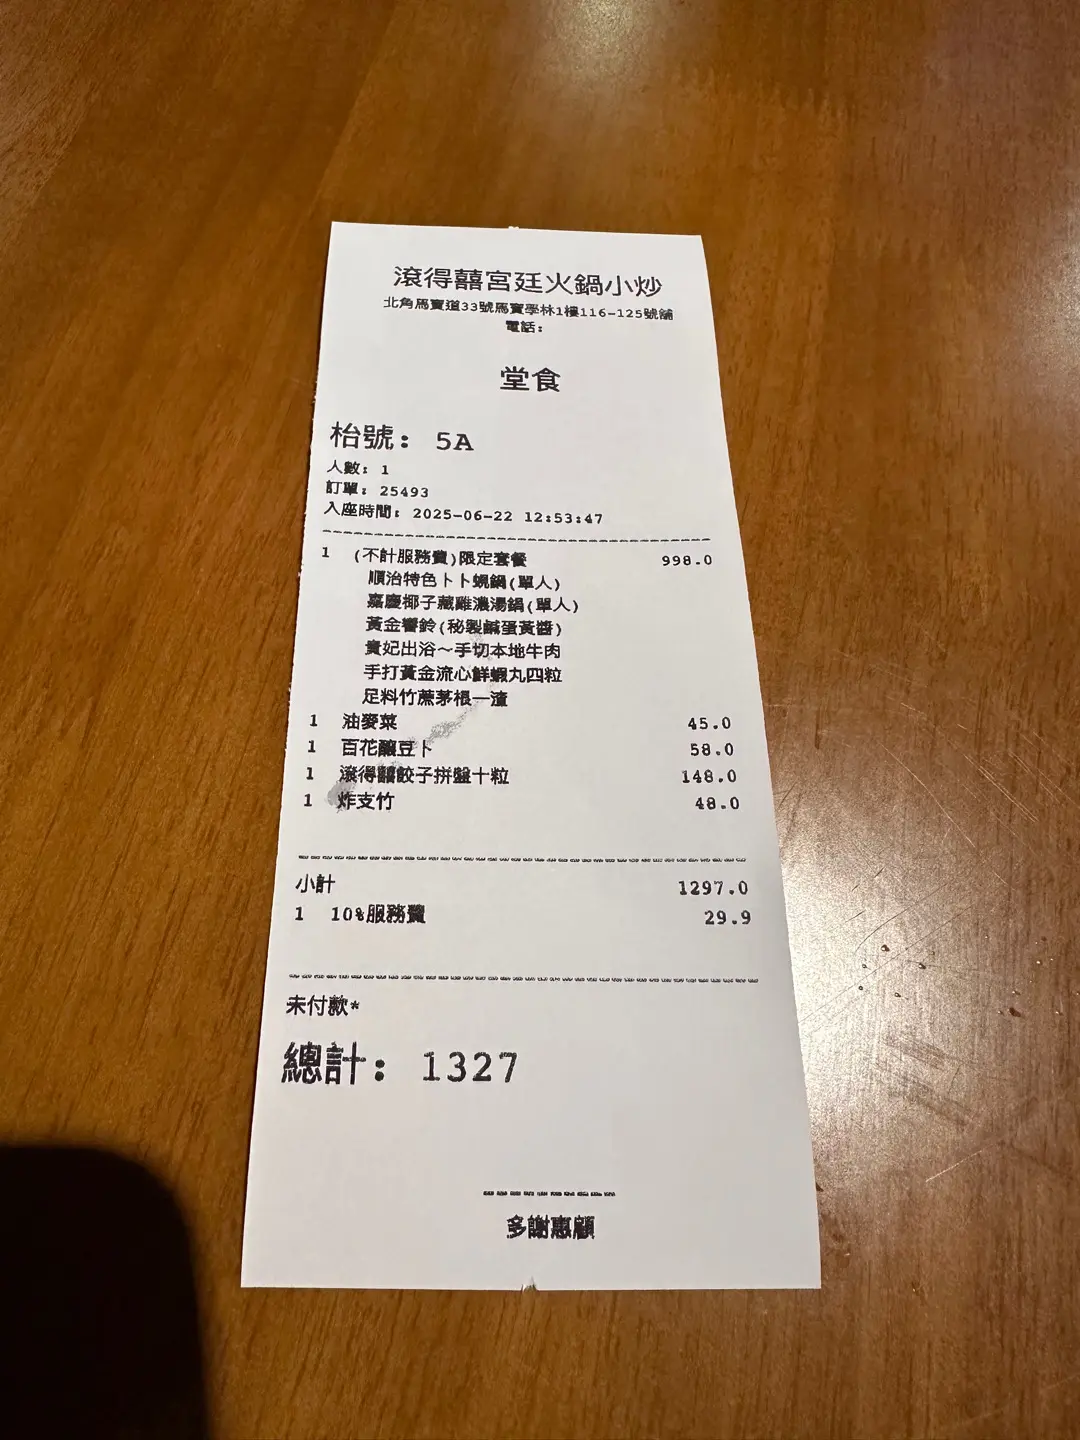 滾得囍宮廷火鍋小炒
北角馬寶道33號馬寶學林1樓116-125號舖
電話:
堂食
枱號: 5A
人數: 1
訂單: 25493
入座時間: 2025-06-22 12:53:47
1 (不計服務費)限定套餐 998.0
順治特色卜卜蜆鍋(單人)
嘉慶椰子藏雞濃湯鍋(單人)
黃金響鈴(秘製鹹蛋黃醬)
貴妃出浴～手切本地牛肉
手打黃金流心鮮蝦丸四粒
足料竹蔗茅根一渣
1 油麥菜 45.0
1 百花釀豆卜 58.0
1 滾得囍餃子拼盤十粒 148.0
1 炸支竹 48.0
小計 1297.0
1 10%服務費 29.9
未付款*
總計: 1327
多謝惠顧